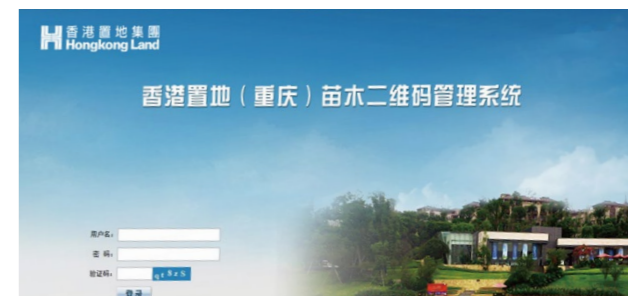 香港置地集團
Hongkong Land
香港置地（重庆）苗木二维码管理系统
用户名：
密 码：
验证码：
登 录